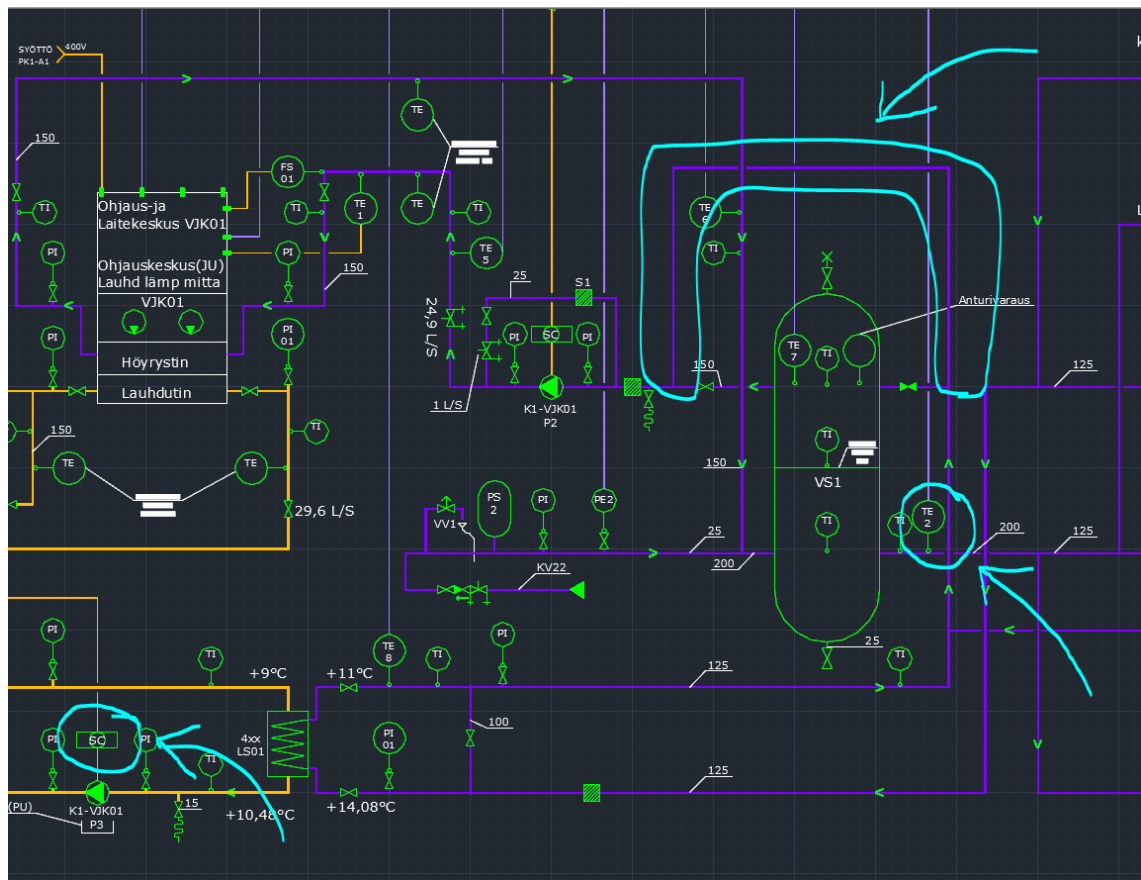 SYÖTTÖ
PK1-A1
400V
150
FS
01
TE
TE
TE
1
TI
TI
TI
TE
5
TE
6
TI
Ohjaus-ja
Laitekeskus VJK01
Ohjauskeskus(JU)
Lauhd lämp mitta
PI
PI
150
VJK01
PI
PI
01
Höyrystin
Lauhdutin
25
S1
24,9 L/S
PI
SC
PI
1 L/S
K1-VJK01
P2
150
Anturivaraus
TE
7
TI
125
150
TI
TE
TE
29,6 L/S
150
TI
VS1
PS
2
PI
PE2
VV1
TI
TI
TE
2
25
200
200
125
KV22
25
PI
TI
+9°C
+11°C
TE
8
TI
PI
TI
125
PI
SC
PI
TI
4xx
LS01
PI
01
100
125
(PU)
K1-VJK01
P3
15
+10,48°C
+14,08°C